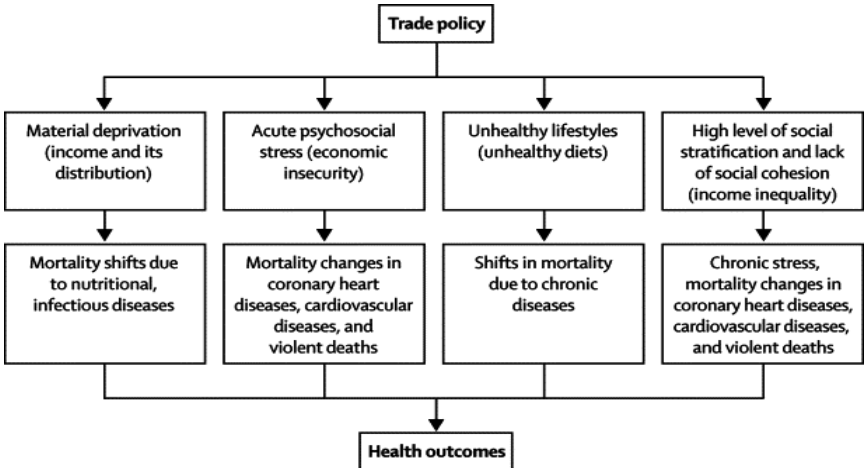 Trade policy
Material deprivation
(income and its
distribution)
Acute psychosocial
stress (economic
insecurity)
Unhealthy lifestyles
(unhealthy diets)
High level of social
stratification and lack
of social cohesion
(income inequality)
Mortality shifts due
to nutritional,
infectious diseases
Mortality changes in
coronary heart
diseases, cardiovascular
diseases, and
violent deaths
Shifts in mortality
due to chronic
diseases
Chronic stress,
mortality changes in
coronary heart diseases,
cardiovascular diseases,
and violent deaths
Health outcomes